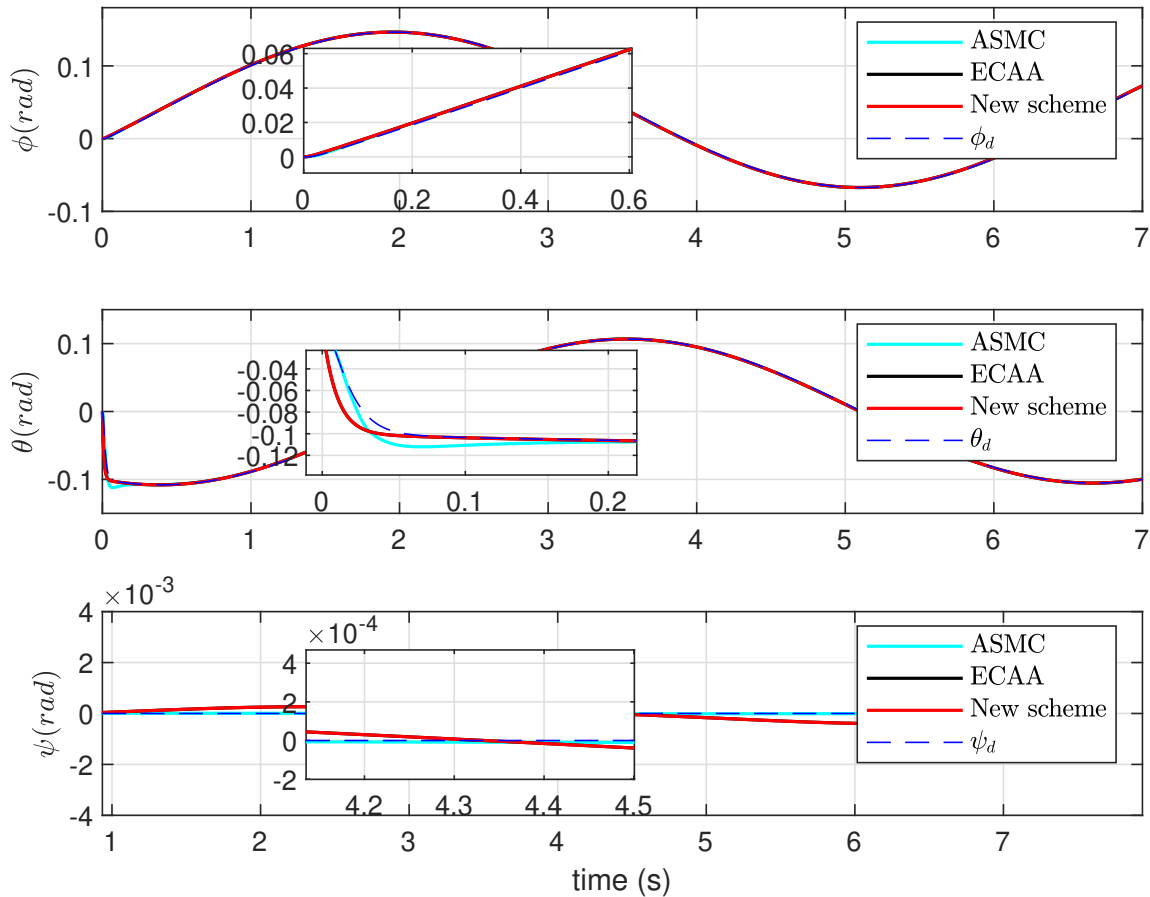 0.1
0
-0.1
ϕ(rad)
0.06
0.04
0.02
0
0 0.2 0.4 0.6
ASMC
ECAA
New scheme
ϕ_d
0 1 2 3 4 5 6 7
0.1
0
-0.1
θ(rad)
-0.04
-0.06
-0.08
-0.1
-0.12
0 0.1 0.2
ASMC
ECAA
New scheme
θ_d
0 1 2 3 4 5 6 7
×10⁻³
4
2
0
-2
-4
ψ(rad)
×10⁻⁴
4
2
0
-2
4.2 4.3 4.4 4.5
ASMC
ECAA
New scheme
ψ_d
1 2 3 4 5 6 7
time (s)